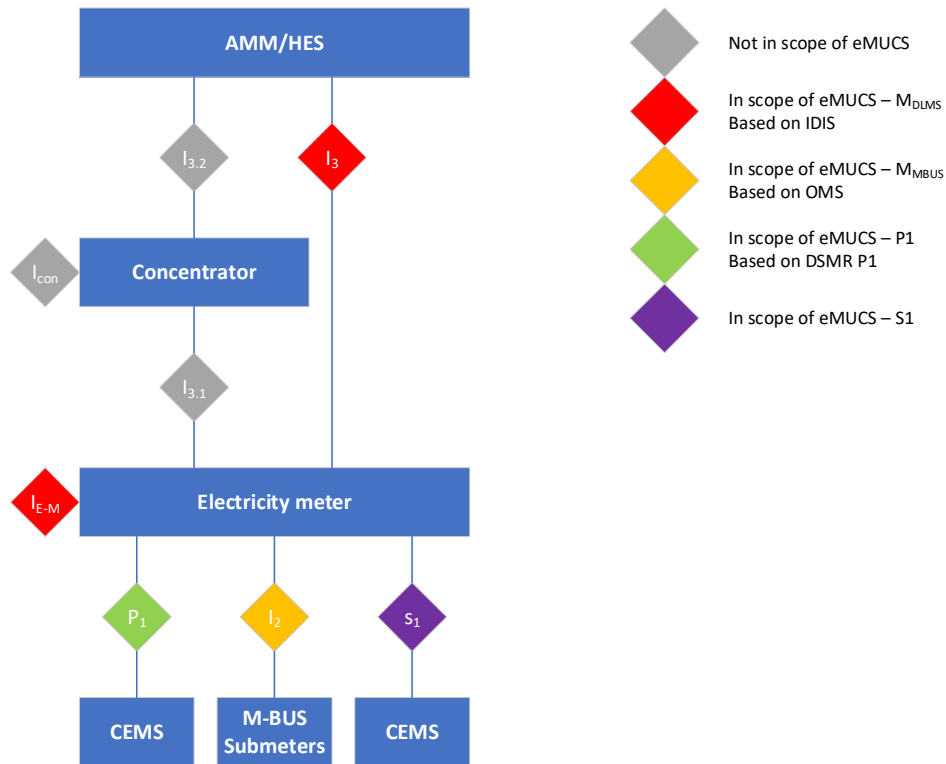 AMM/HES
I3.2
I3
Icon
Concentrator
I3.1
IE-M
Electricity meter
P1
I2
S1
CEMS
M-BUS
Submeters
CEMS
Not in scope of eMUCS
In scope of eMUCS – MDLMS
Based on IDIS
In scope of eMUCS – MMBUS
Based on OMS
In scope of eMUCS – P1
Based on DSMR P1
In scope of eMUCS – S1